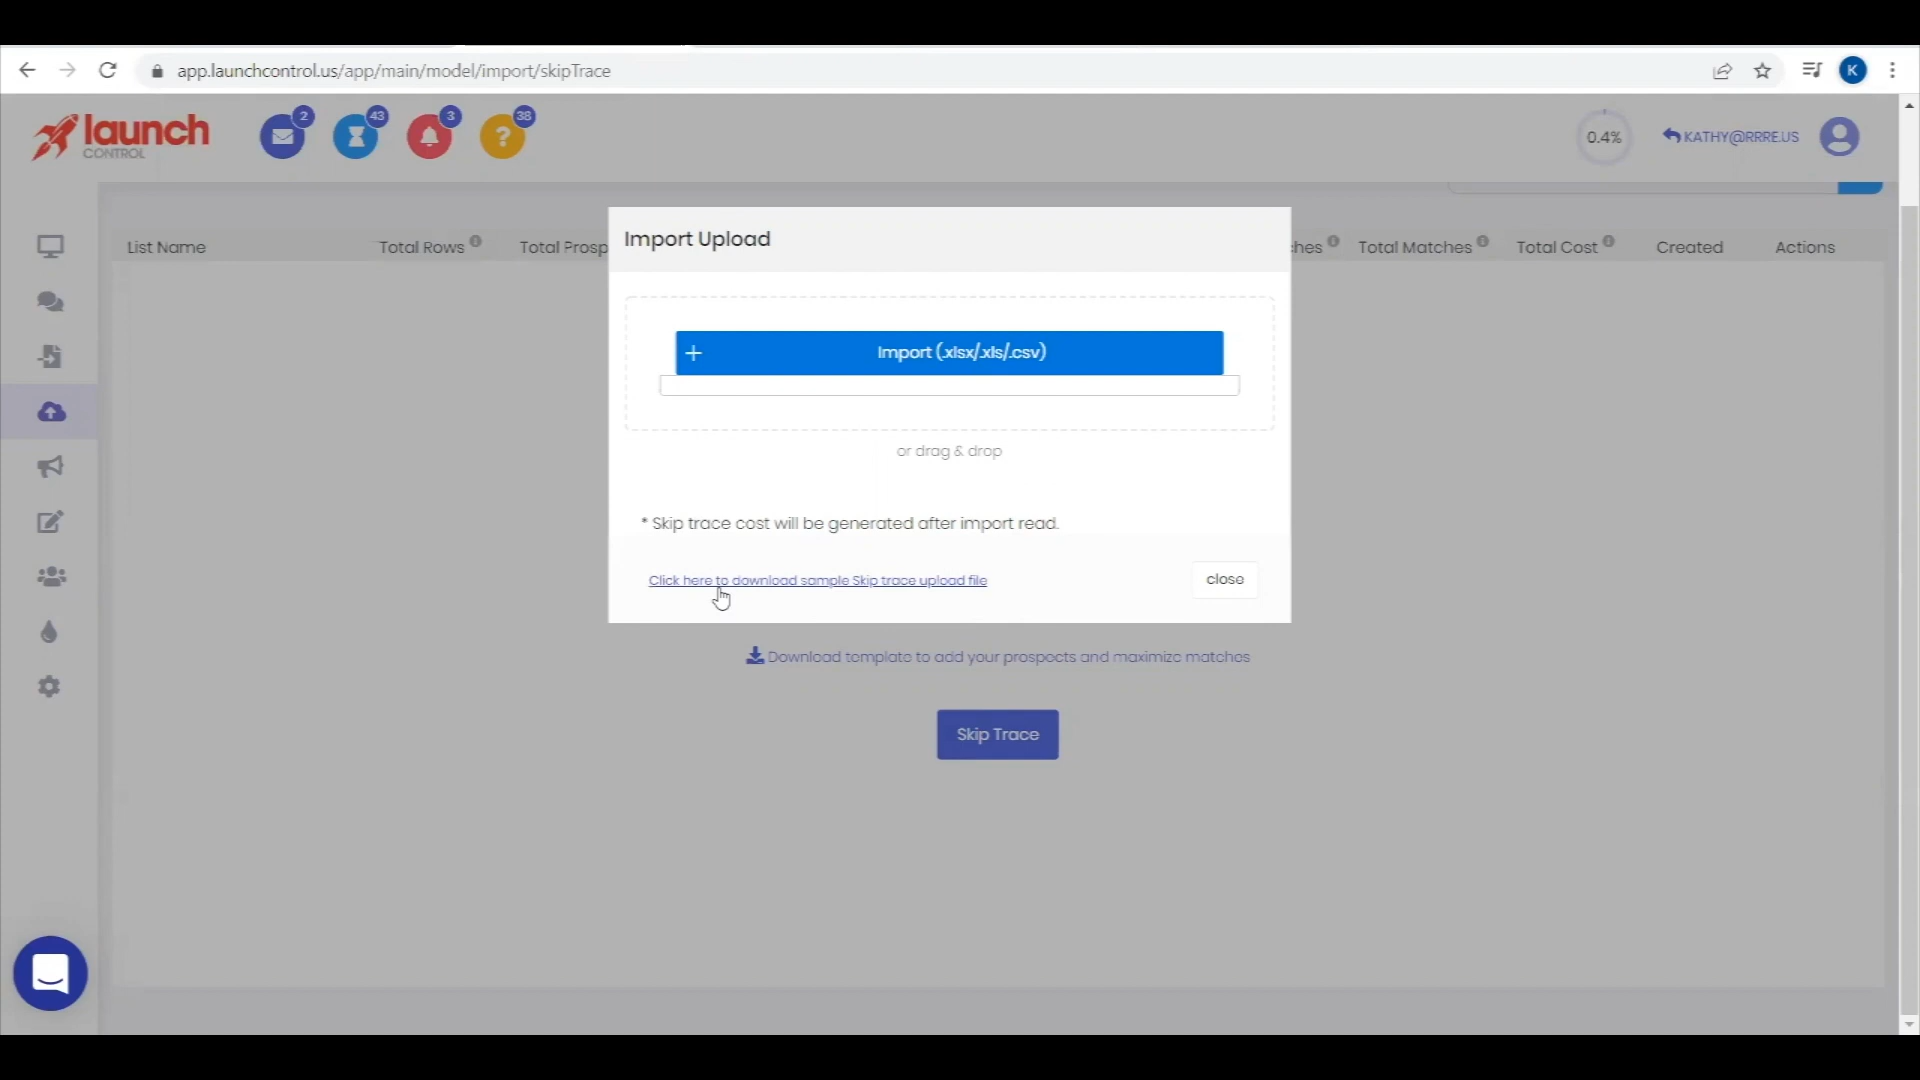 app.launchcontrol.us/app/main/model/import/skipTrace
K
launch
CONTROL
2
43
3
?
38
0.4%
KATHY@RRRE.US
List Name
Total Rows
Total Prosp
ches
Total Matches
Total Cost
Created
Actions
Import Upload
+ Import (.xlsx/.xls/.csv)
or drag & drop
* Skip trace cost will be generated after import read.
Click here to download sample Skip trace upload file
close
Download template to add your prospects and maximize matches
Skip Trace